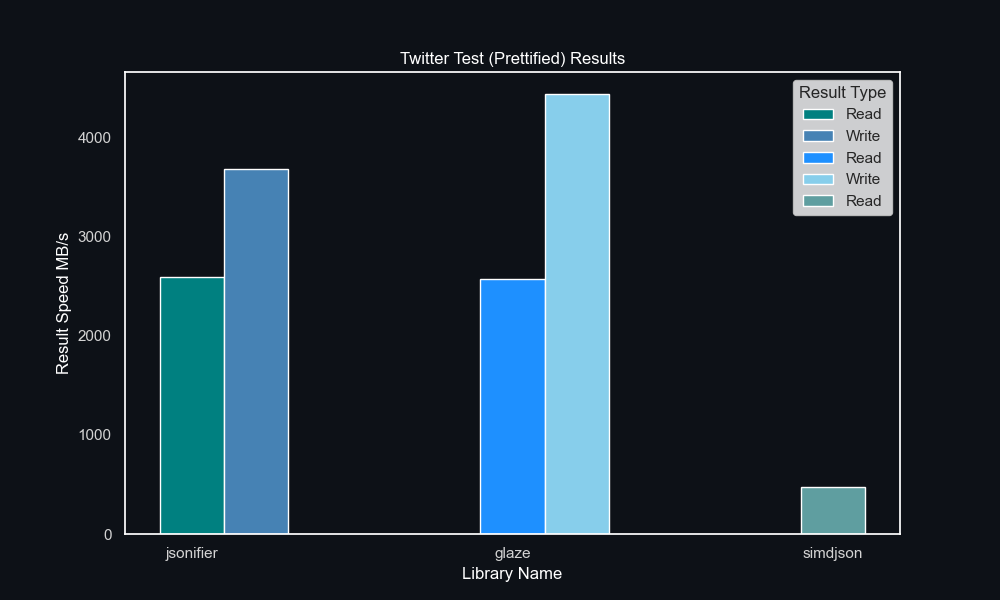 Twitter Test (Prettified) Results
Result Type
Read
Write
Read
Write
Read
Result Speed MB/s
4000
3000
2000
1000
0
jsonifier
glaze
simdjson
Library Name